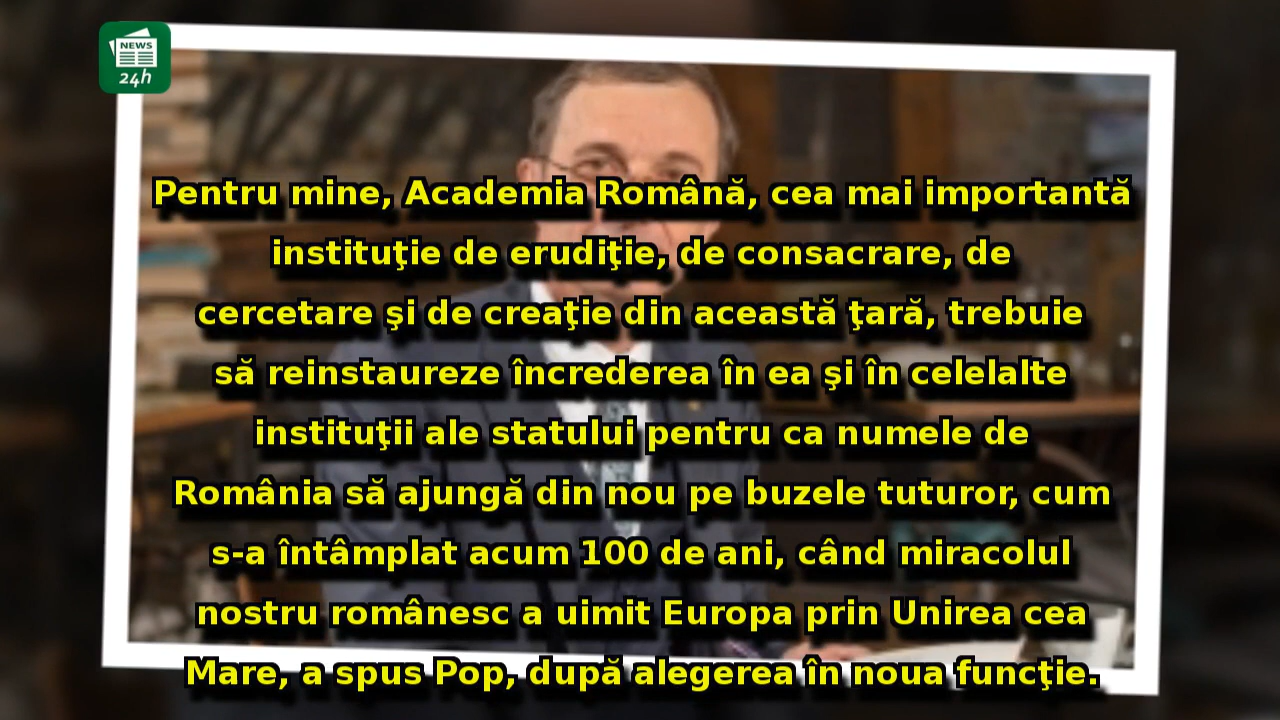 NEWS
24h
Pentru mine, Academia Română, cea mai importantă
instituţie de erudiţie, de consacrare, de
cercetare şi de creaţie din această ţară, trebuie
să reinstaureze încrederea în ea şi în celelalte
instituţii ale statului pentru ca numele de
România să ajungă din nou pe buzele tuturor, cum
s-a întâmplat acum 100 de ani, când miracolul
nostru românesc a uimit Europa prin Unirea cea
Mare, a spus Pop, după alegerea în noua funcţie.